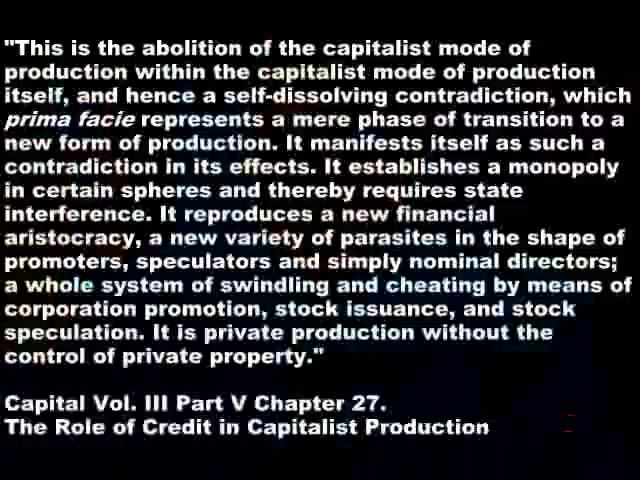 "This is the abolition of the capitalist mode of
production within the capitalist mode of production
itself, and hence a self-dissolving contradiction, which
prima facie represents a mere phase of transition to a
new form of production. It manifests itself as such a
contradiction in its effects. It establishes a monopoly
in certain spheres and thereby requires state
interference. It reproduces a new financial
aristocracy, a new variety of parasites in the shape of
promoters, speculators and simply nominal directors;
a whole system of swindling and cheating by means of
corporation promotion, stock issuance, and stock
speculation. It is private production without the
control of private property."
Capital Vol. III Part V Chapter 27.
The Role of Credit in Capitalist Production